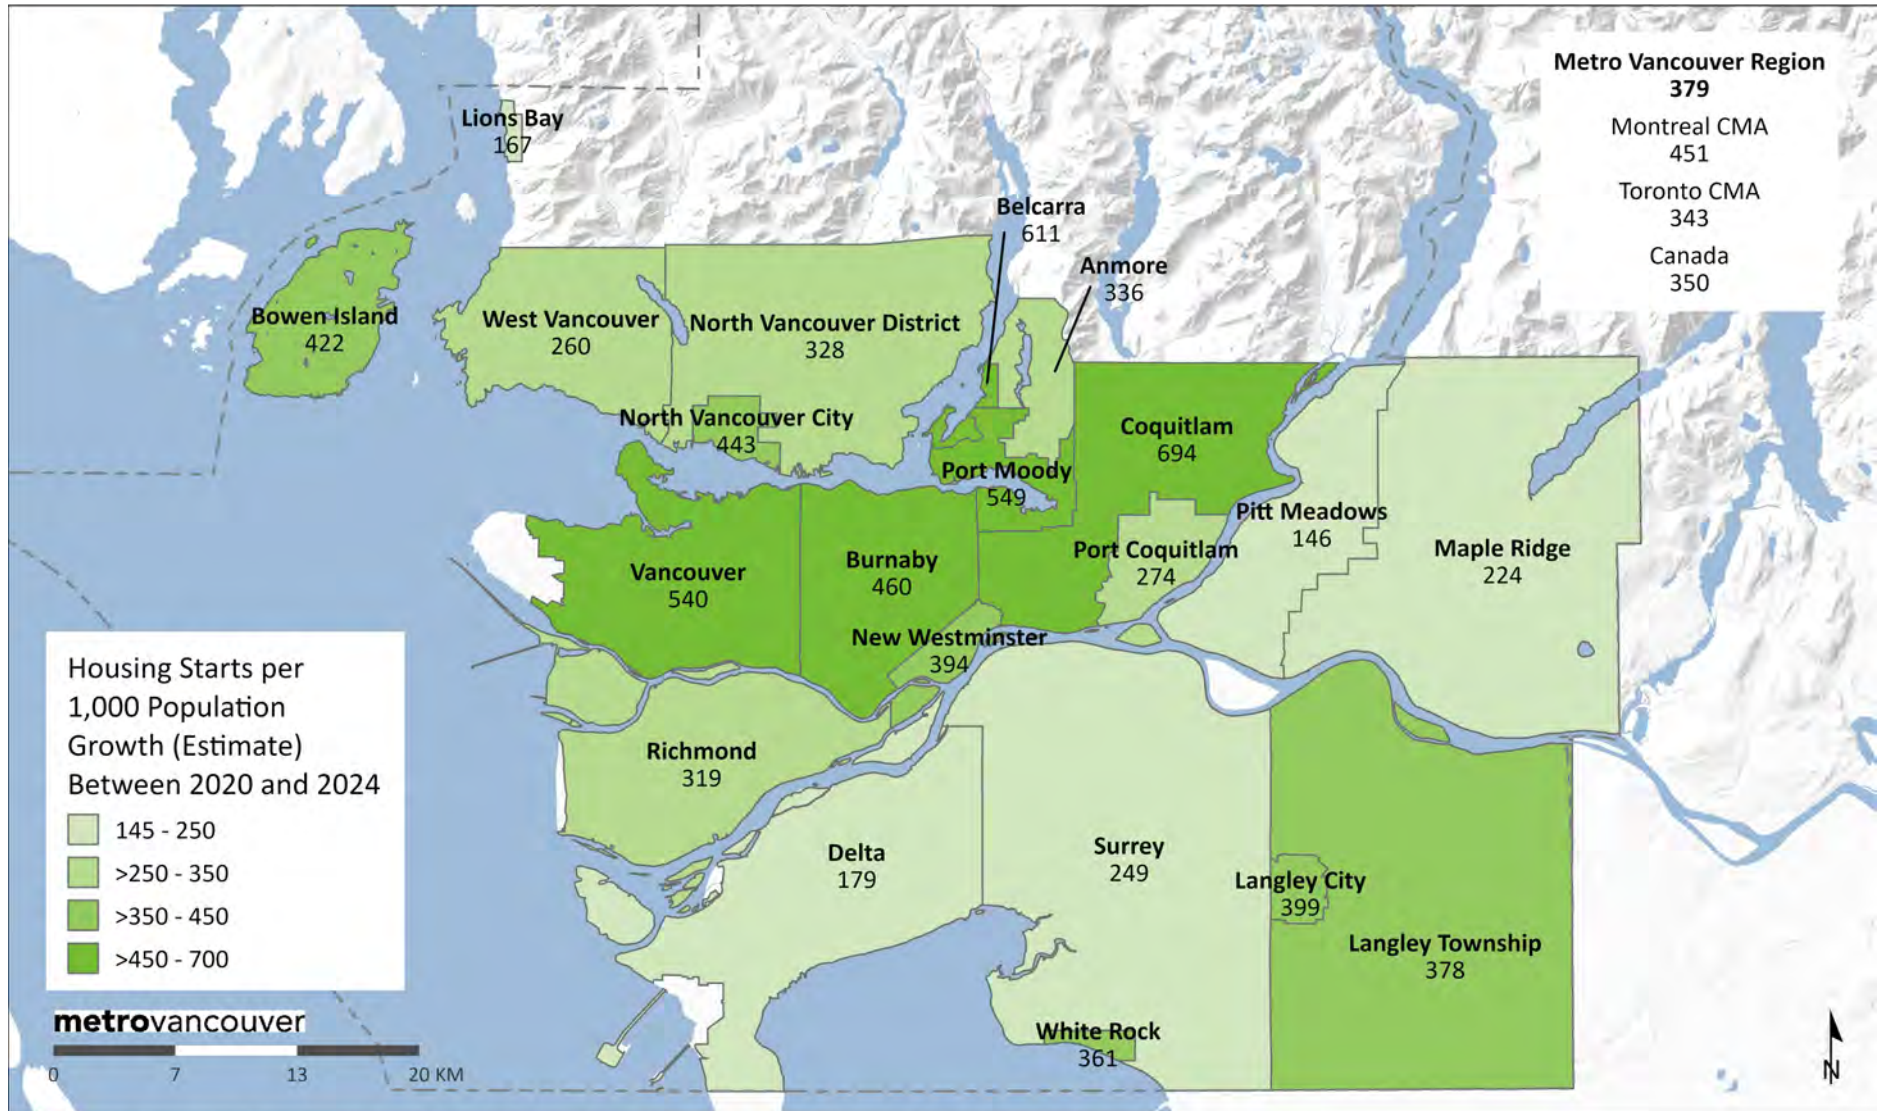 Metro Vancouver Region
379
Montreal CMA
451
Toronto CMA
343
Canada
350
Lions Bay
167
Belcarra
611
Anmore
336
Bowen Island
422
West Vancouver
260
North Vancouver District
328
North Vancouver City
443
Coquitlam
694
Port Moody
549
Pitt Meadows
146
Port Coquitlam
274
Maple Ridge
224
Vancouver
540
Burnaby
460
New Westminster
394
Richmond
319
Delta
179
Surrey
249
Langley City
399
Langley Township
378
White Rock
361
Housing Starts per
1,000 Population
Growth (Estimate)
Between 2020 and 2024
145 - 250
>250 - 350
>350 - 450
>450 - 700
metrovancouver
0 7 13 20 KM
N